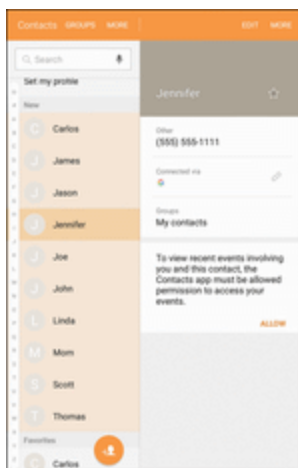 Contacts GROUPS MORE
EDIT MORE
Search
Set my profile
New
C Carlos
J James
J Jason
J Jennifer
J Joe
J John
L Linda
M Mom
S Scott
T Thomas
Favorites
C Carlos
Jennifer
Other
(555) 555-1111
Connected via
G
Groups
My contacts
To view recent events involving
you and this contact, the
Contacts app must be allowed
permission to access your
events.
ALLOW